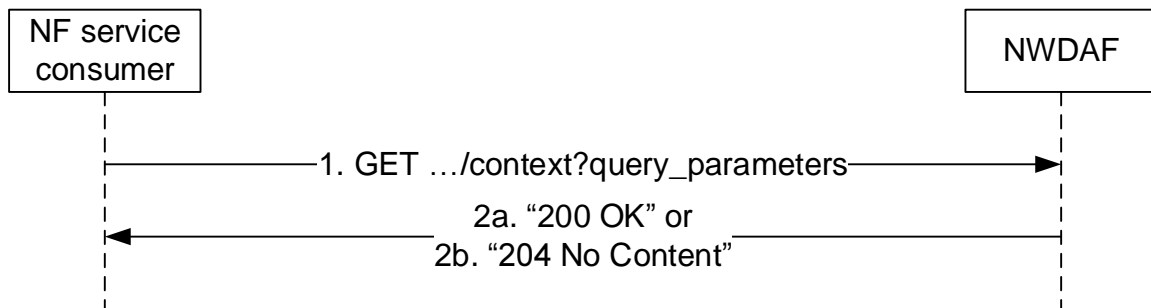 NF service
consumer
NWDAF
1. GET …/context?query_parameters
2a. “200 OK” or
2b. “204 No Content”